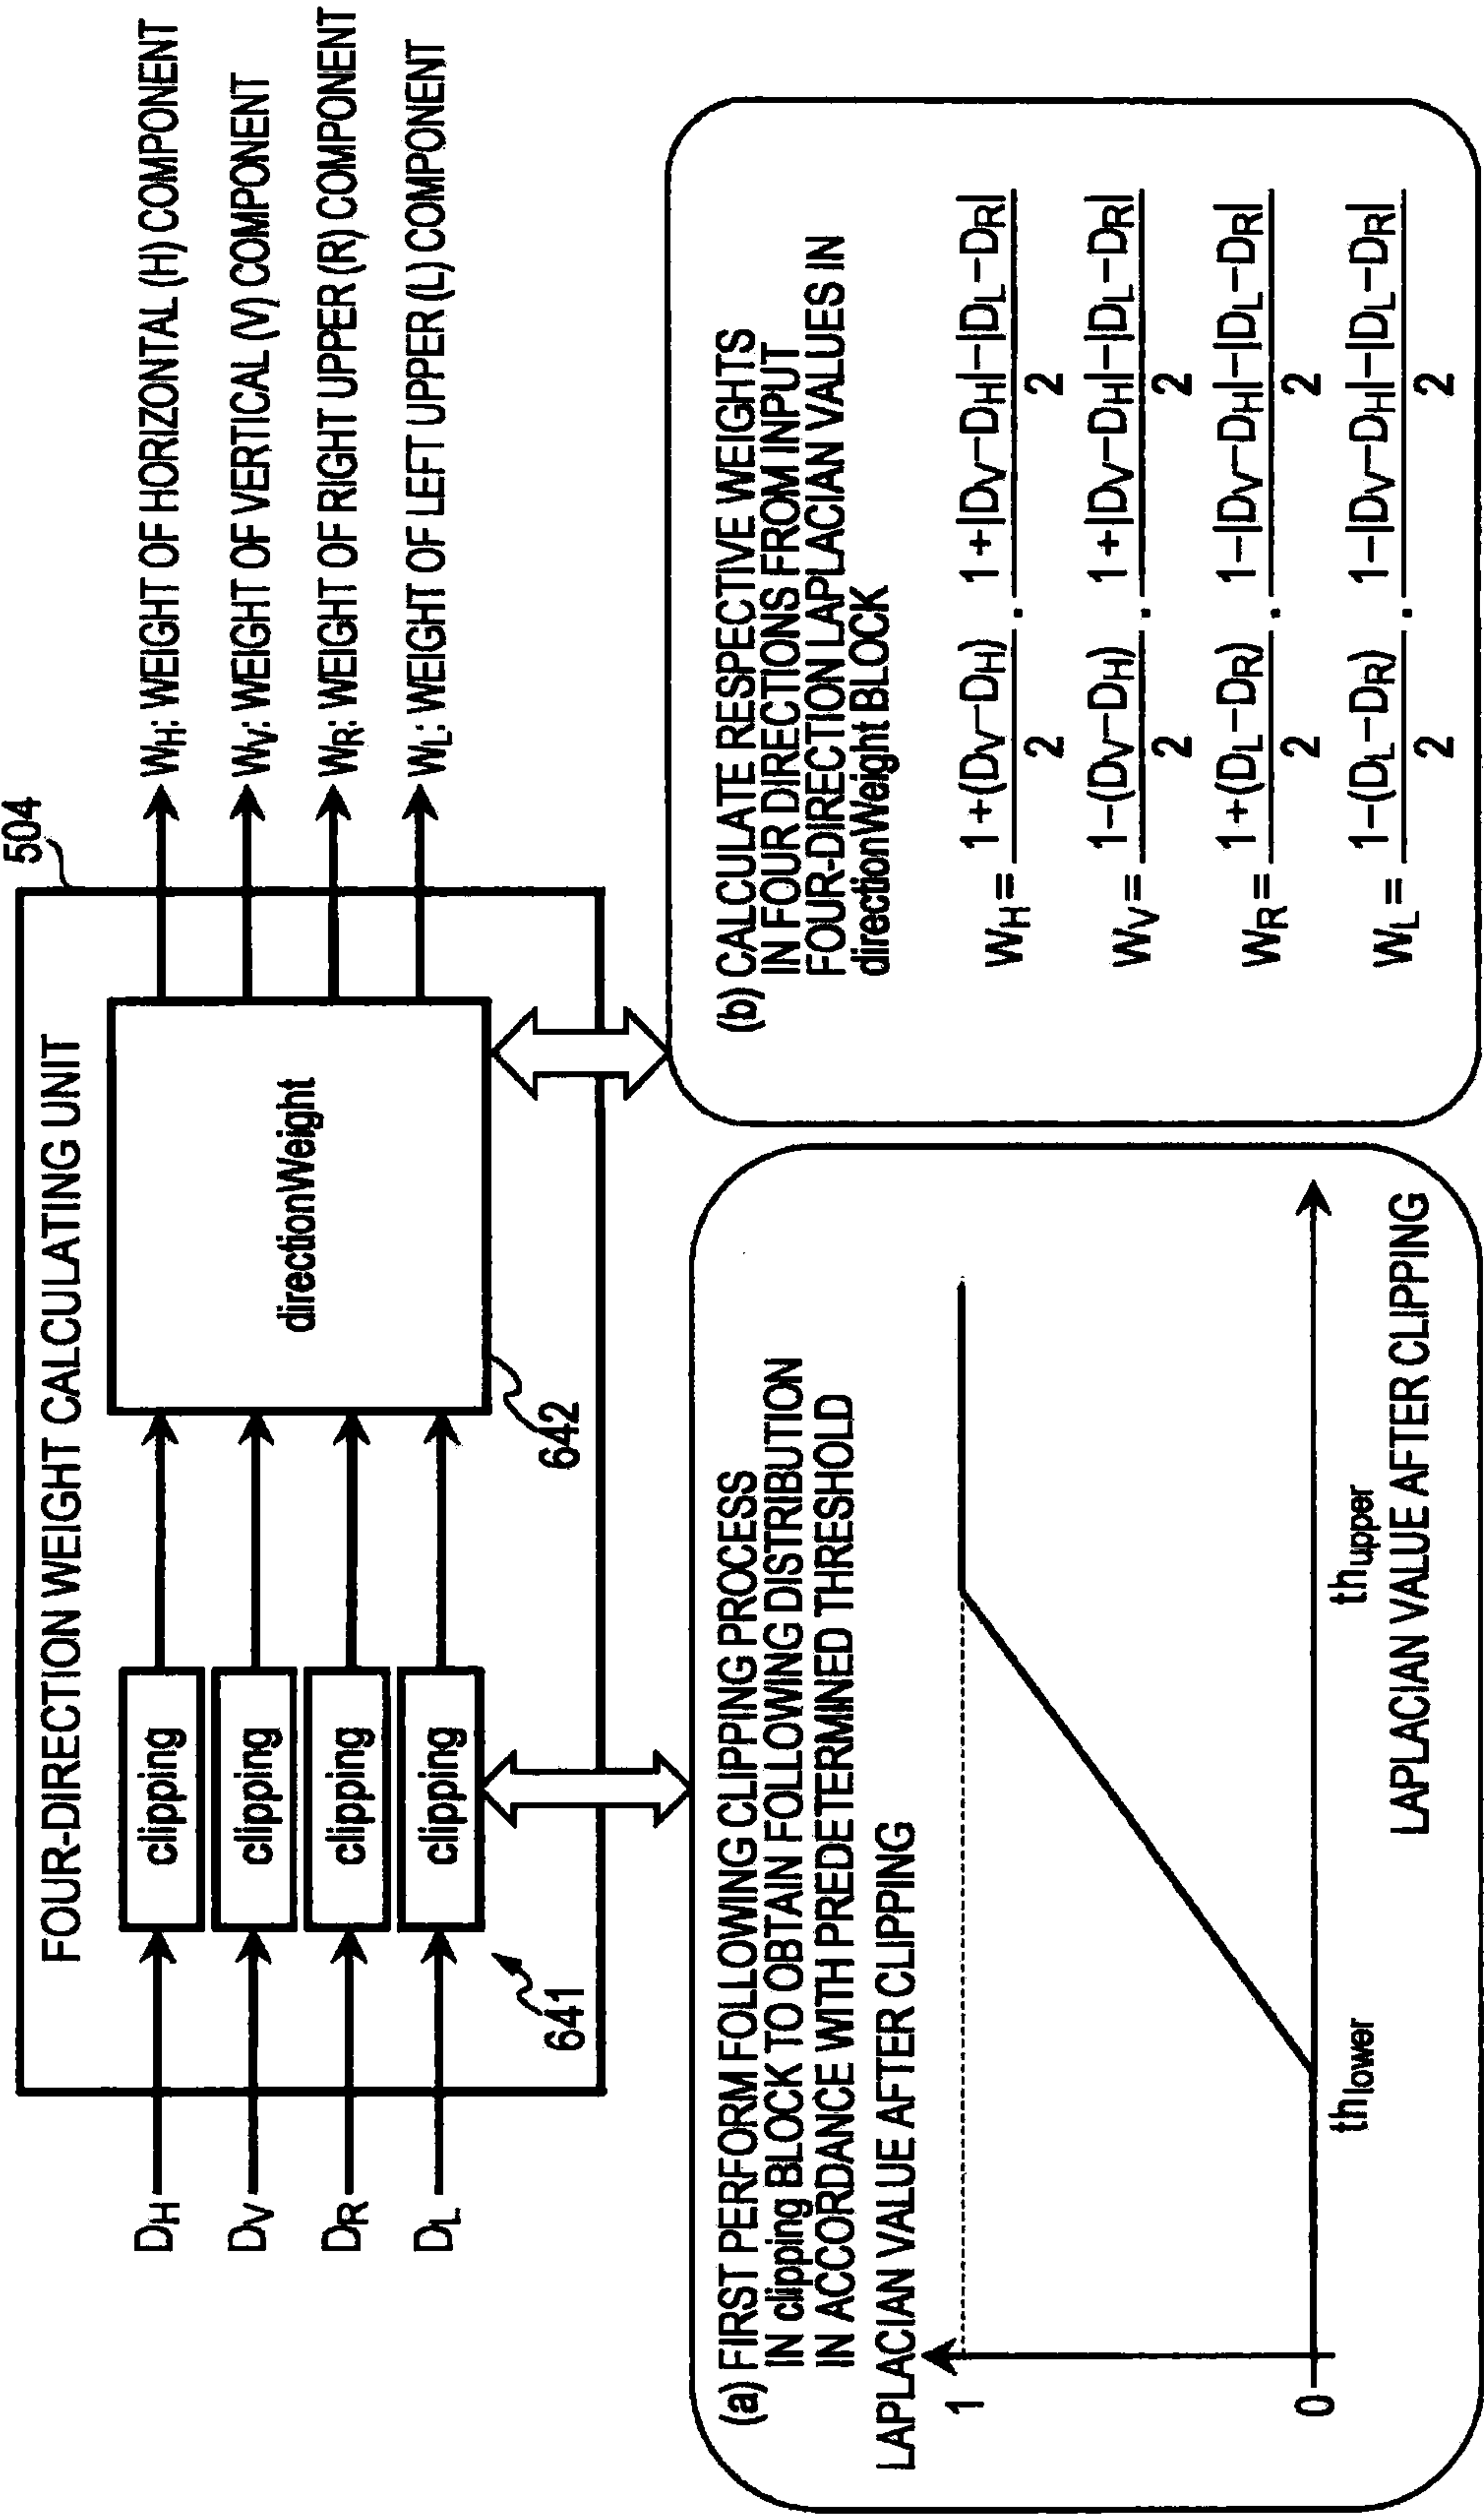 504
FOUR-DIRECTION WEIGHT CALCULATING UNIT
DH
DV
DR
DL
clipping
clipping
clipping
clipping
641
directionWeight
642
WH: WEIGHT OF HORIZONTAL (H) COMPONENT
WV: WEIGHT OF VERTICAL (V) COMPONENT
WR: WEIGHT OF RIGHT UPPER (R) COMPONENT
WL: WEIGHT OF LEFT UPPER (L) COMPONENT
(a) FIRST PERFORM FOLLOWING CLIPPING PROCESS
IN clipping BLOCK TO OBTAIN FOLLOWING DISTRIBUTION
IN ACCORDANCE WITH PREDETERMINED THRESHOLD
LAPLACIAN VALUE AFTER CLIPPING
1
0
thlower
thupper
LAPLACIAN VALUE AFTER CLIPPING
(b) CALCULATE RESPECTIVE WEIGHTS
IN FOUR DIRECTIONS FROM INPUT
FOUR-DIRECTION LAPLACIAN VALUES IN
directionWeight BLOCK
WH= 1+(DV-DH)/2 · 1+|DV-DH|-|DL-DR|/2
WV= 1-(DV-DH)/2 · 1+|DV-DH|-|DL-DR|/2
WR= 1+(DL-DR)/2 · 1-|DV-DH|-|DL-DR|/2
WL= 1-(DL-DR)/2 · 1-|DV-DH|-|DL-DR|/2